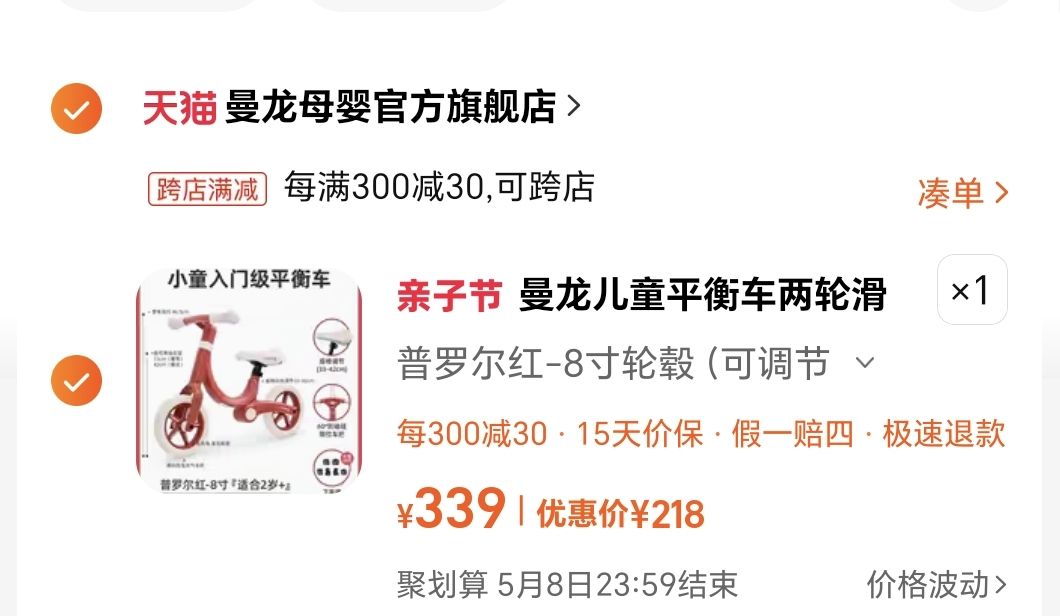 天猫 曼龙母婴官方旗舰店
跨店满减 每满300减30,可跨店
凑单
小童入门级平衡车
普罗尔红-8寸『适合2岁+』
亲子节 曼龙儿童平衡车两轮滑
×1
普罗尔红-8寸轮毂 (可调节
每300减30 · 15天价保 · 假一赔四 · 极速退款
¥339 优惠价¥218
聚划算 5月8日23:59结束
价格波动